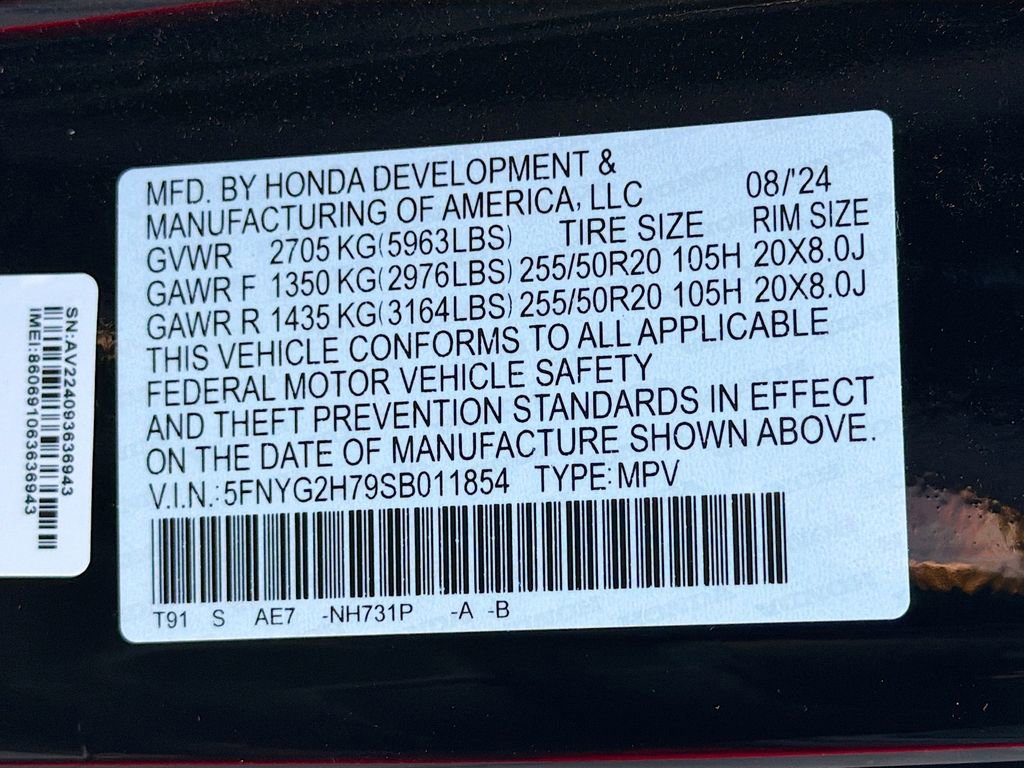 MFD. BY HONDA DEVELOPMENT &
MANUFACTURING OF AMERICA, LLC 08/'24
GVWR 2705 KG(5963LBS) TIRE SIZE RIM SIZE
GAWR F 1350 KG(2976LBS) 255/50R20 105H 20X8.0J
GAWR R 1435 KG(3164LBS) 255/50R20 105H 20X8.0J
THIS VEHICLE CONFORMS TO ALL APPLICABLE
FEDERAL MOTOR VEHICLE SAFETY
AND THEFT PREVENTION STANDARDS IN EFFECT
ON THE DATE OF MANUFACTURE SHOWN ABOVE.
V.I.N.: 5FNYG2H79SB011854 TYPE: MPV
T91 S AE7 -NH731P -A -B
SN:AV224093636943
IMEI:860691063636943